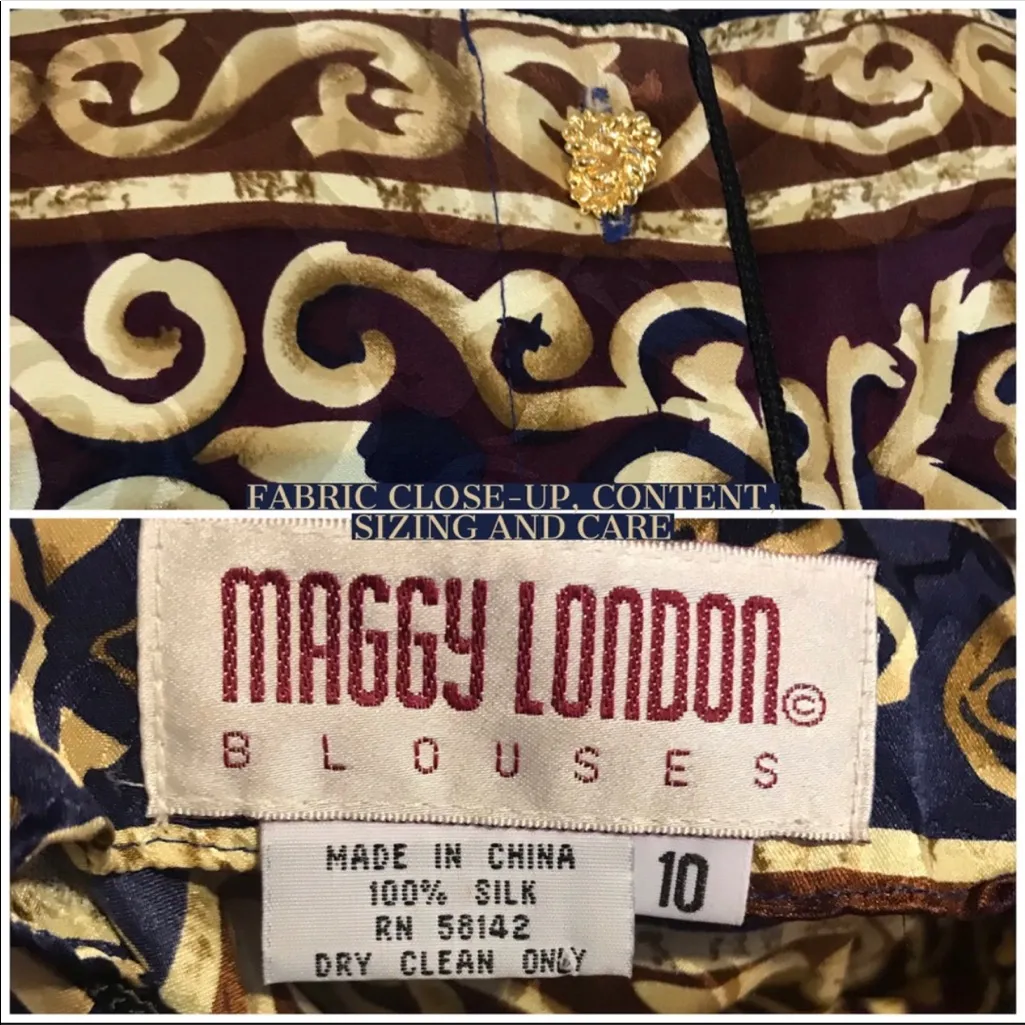 FABRIC CLOSE-UP, CONTENT,
SIZING AND CARE
MAGGY LONDON©
BLOUSES
MADE IN CHINA
100% SILK
RN 58142
DRY CLEAN ONLY
10